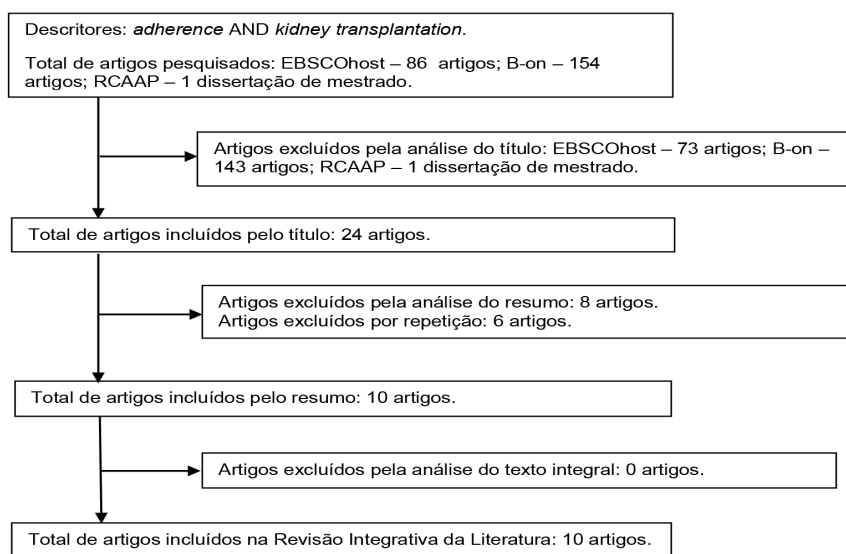 Descritores: adherence AND kidney transplantation.
Total de artigos pesquisados: EBSCOhost – 86 artigos; B-on – 154
artigos; RCAAP – 1 dissertação de mestrado.
Artigos excluídos pela análise do título: EBSCOhost – 73 artigos; B-on –
143 artigos; RCAAP – 1 dissertação de mestrado.
Total de artigos incluídos pelo título: 24 artigos.
Artigos excluídos pela análise do resumo: 8 artigos.
Artigos excluídos por repetição: 6 artigos.
Total de artigos incluídos pelo resumo: 10 artigos.
Artigos excluídos pela análise do texto integral: 0 artigos.
Total de artigos incluídos na Revisão Integrativa da Literatura: 10 artigos.